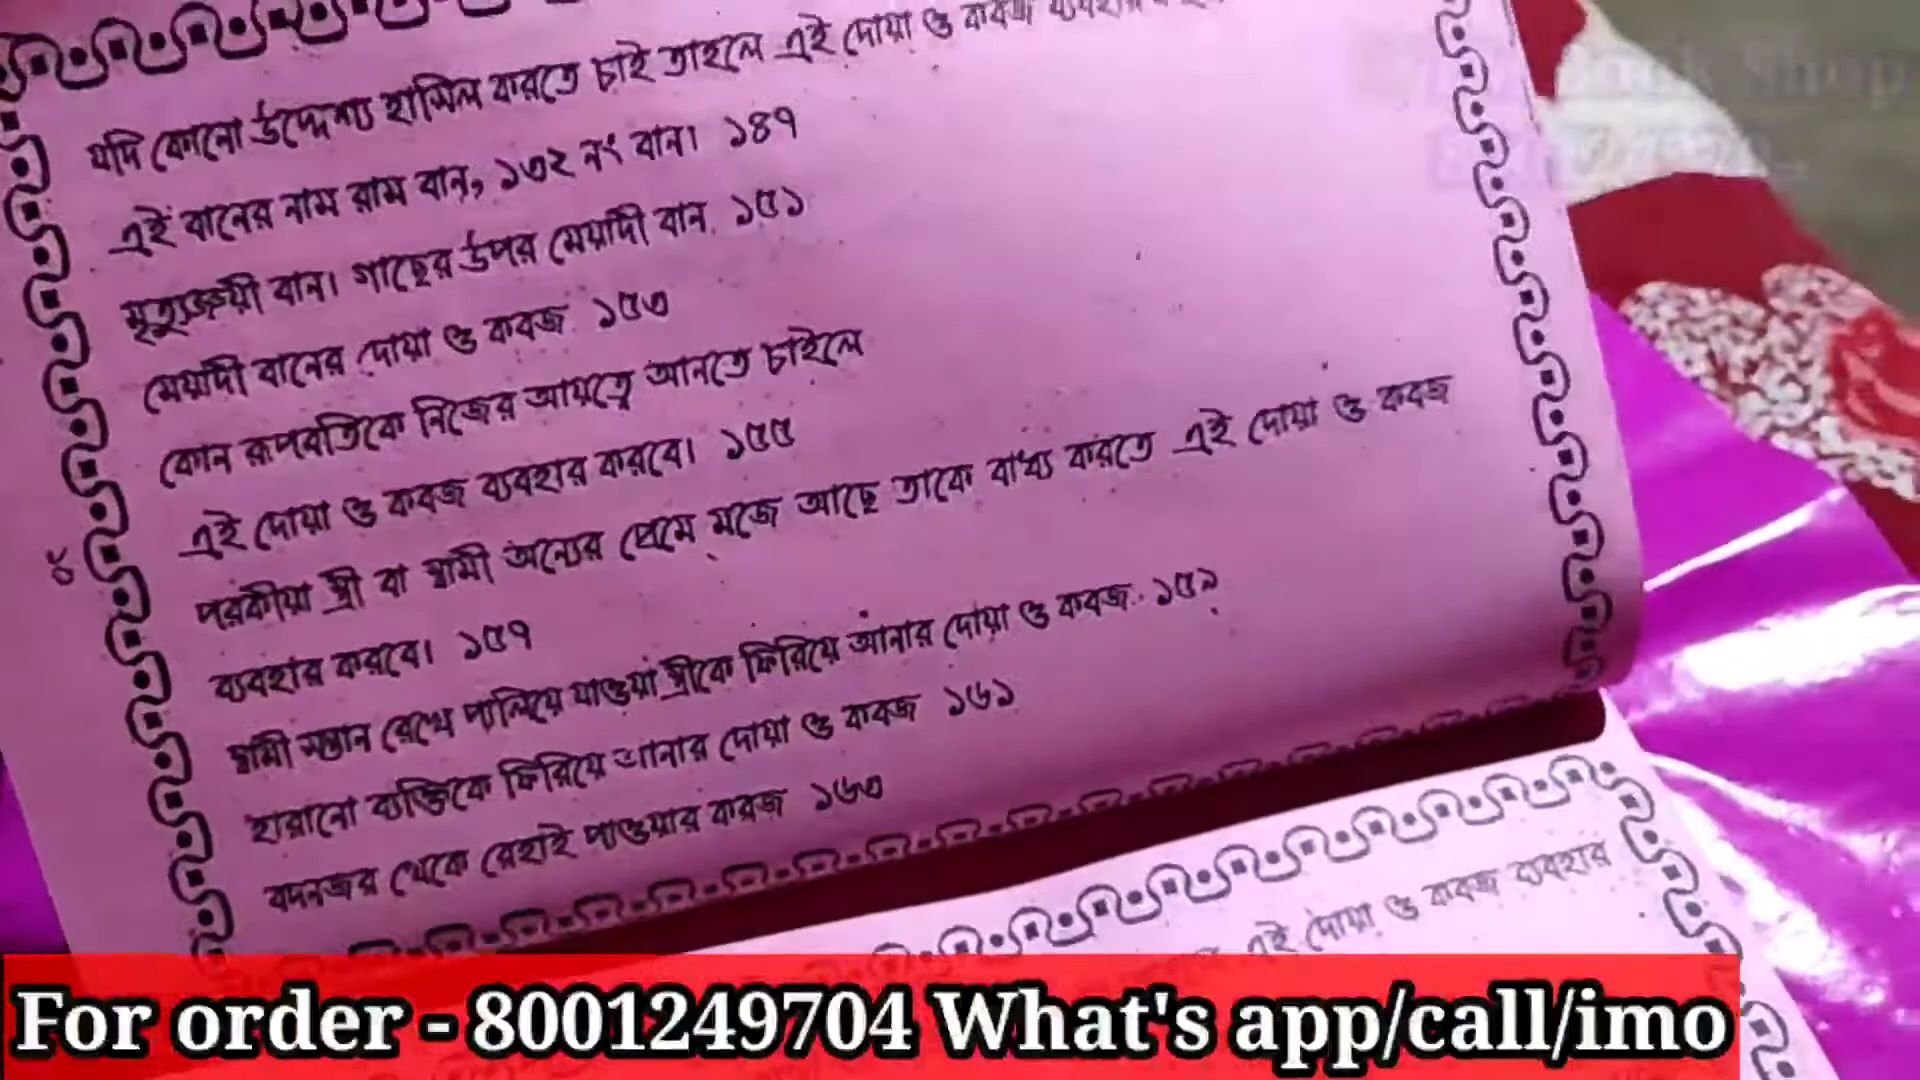 যদি কোনো উদ্দেশ্য হাসিল করতে চাই তাহলে এই দোয়া ও কবজ
এই বানের নাম রাম বান, ১৩২ নং বান। ১৪৭
মৃত্যুঞ্জয়ী বান। গাছের উপর মেয়াদী বান. ১৫১
মেয়াদী বানের দোয়া ও কবজ. ১৫৩
কোন রূপবতিকে নিজের আয়ত্বে আনতে চাইলে
এই দোয়া ও কবজ ব্যবহার করবে। ১৫৫
পরকীয়া স্ত্রী বা স্বামী অন্যের প্রেমে মজে আছে তাকে বাধ্য করতে এই দোয়া ও কবজ
ব্যবহার করবে। ১৫৭
স্বামী সন্তান রেখে পালিয়ে যাওয়া স্ত্রীকে ফিরিয়ে আনার দোয়া ও কবজ. ১৫৯
হারানো ব্যক্তিকে ফিরিয়ে আনার দোয়া ও কবজ ১৬১
বদনজর থেকে রেহাই পাওয়ার কবজ ১৬৩
এই দোয়া ও কবজ ব্যবহার
For order - 8001249704 What's app/call/imo
Shop